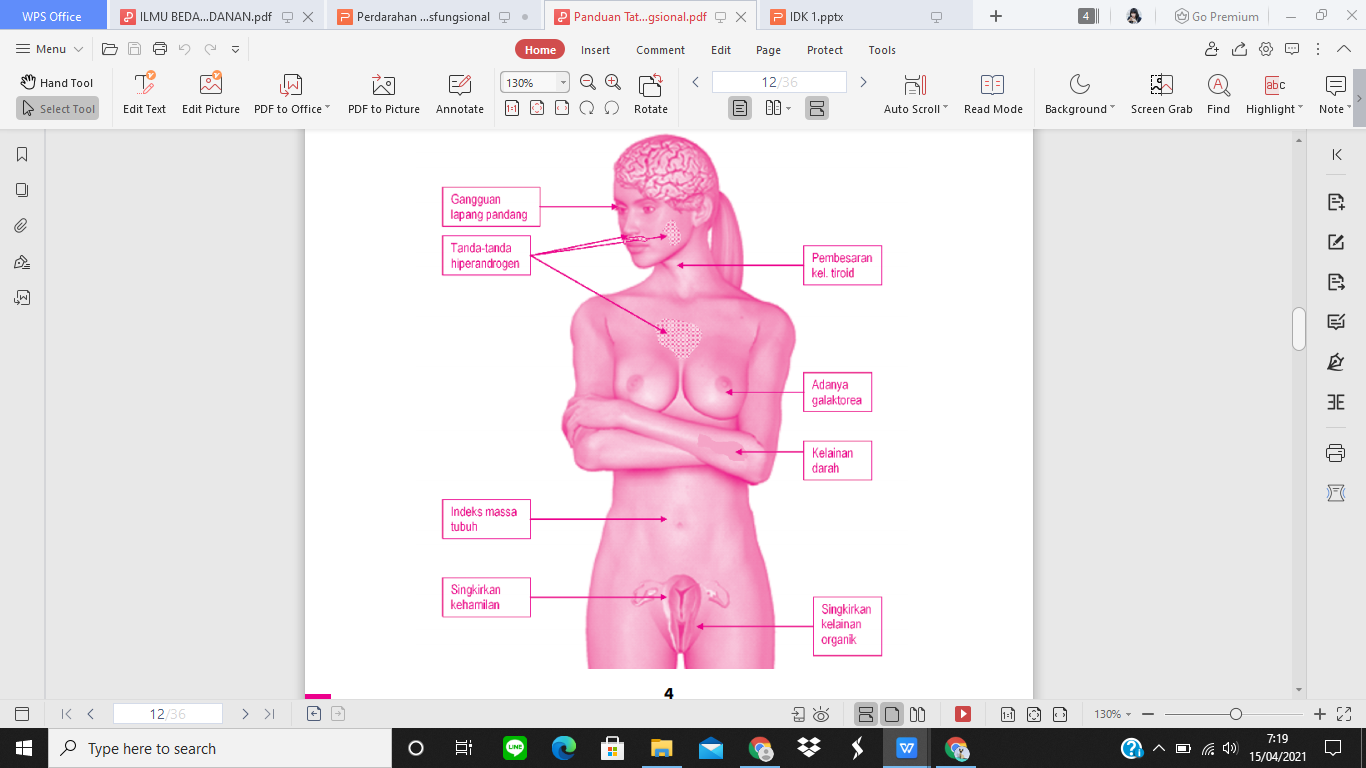 WPS Office
ILMU BEDA...DANAN.pdf
Perdarahan ...sfungsional
Panduan Tat...gsional.pdf
IDK 1.pptx
4
Go Premium
Menu
Home
Insert
Comment
Edit
Page
Protect
Tools
Hand Tool
Select Tool
Edit Text
Edit Picture
PDF to Office
PDF to Picture
Annotate
130%
Rotate
12/36
Auto Scroll
Read Mode
Background
Screen Grab
Find
Highlight
Note
Gangguan
lapang pandang
Tanda-tanda
hiperandrogen
Pembesaran
kel. tiroid
Adanya
galaktorea
Kelainan
darah
Indeks massa
tubuh
Singkirkan
kehamilan
Singkirkan
kelainan
organik
4
12/36
130%
Type here to search
LINE
7:19
15/04/2021